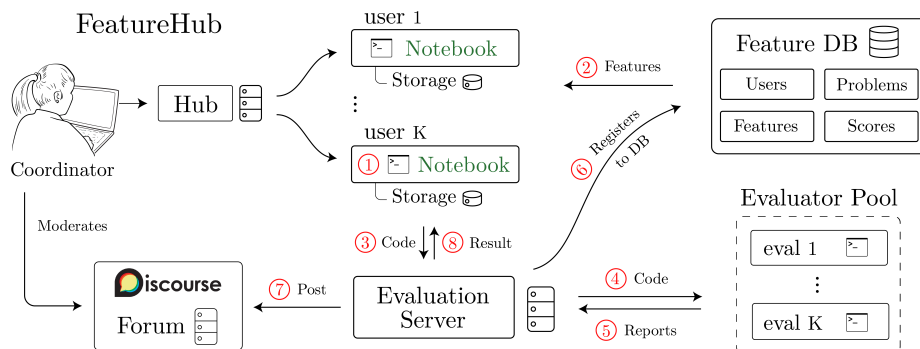 FeatureHub
Coordinator
Moderates
Hub
user 1
>_ Notebook
Storage
⋮
user K
1 >_ Notebook
Storage
2 Features
Feature DB
Users
Problems
Features
Scores
6 Registers
to DB
3 Code
8 Result
Evaluation
Server
7 Post
Discourse
Forum
4 Code
5 Reports
Evaluator Pool
eval 1 >_
⋮
eval K >_